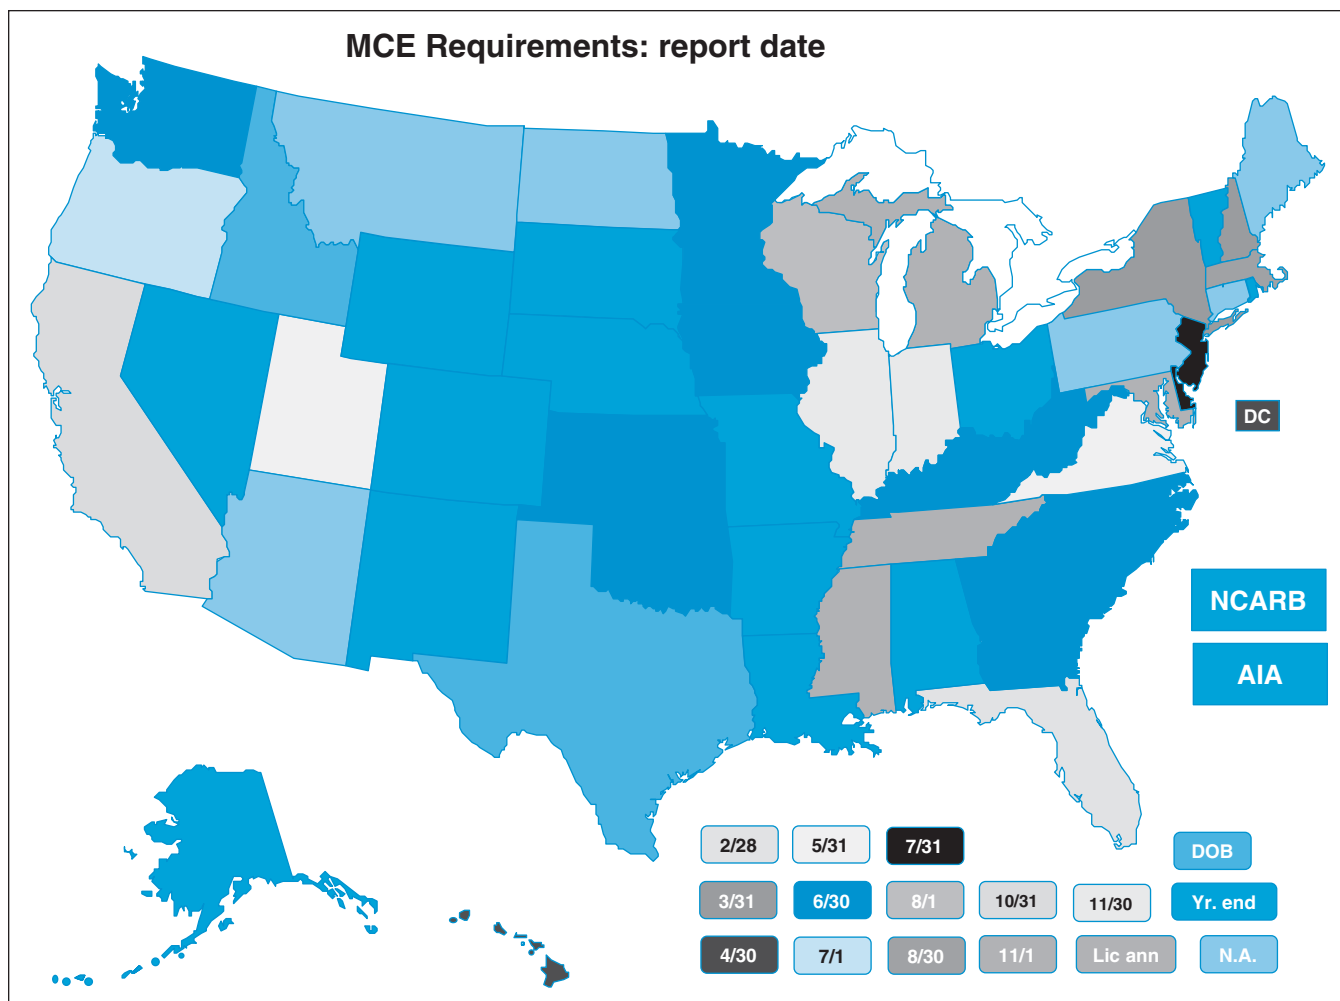 MCE Requirements: report date
DC
NCARB
AIA
2/28 5/31 7/31 DOB
3/31 6/30 8/1 10/31 11/30 Yr. end
4/30 7/1 8/30 11/1 Lic ann N.A.